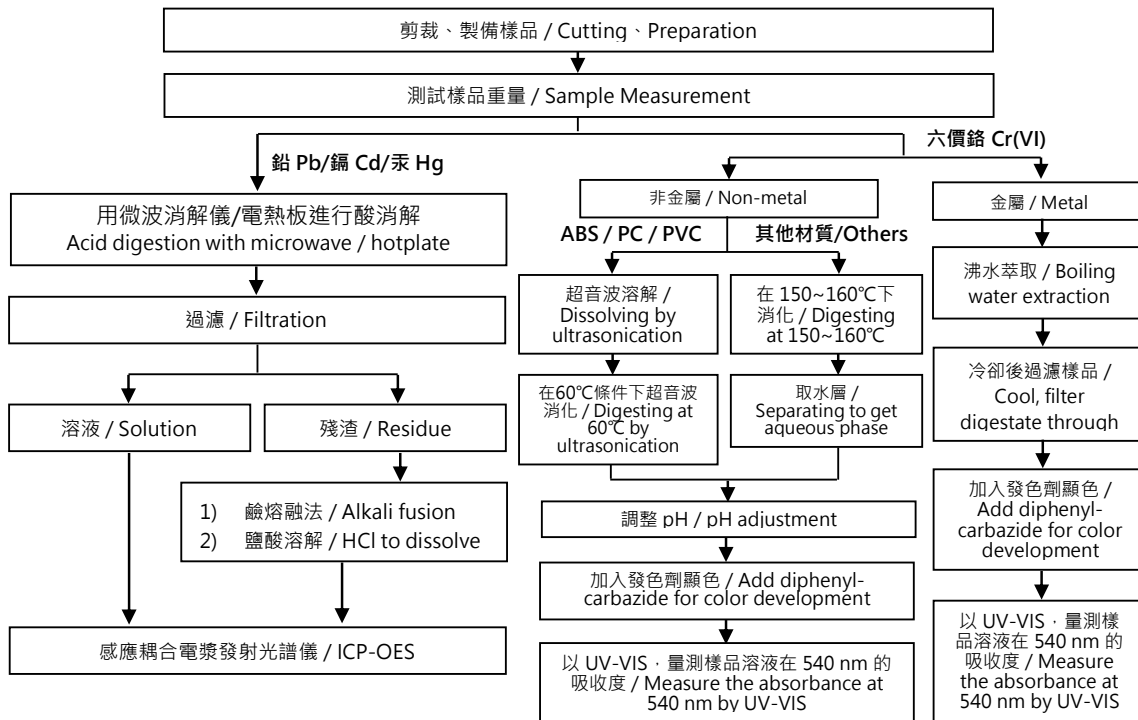 剪裁、製備樣品 / Cutting、Preparation
測試樣品重量 / Sample Measurement
鉛 Pb/鎘 Cd/汞 Hg
六價鉻 Cr(VI)
用微波消解儀/電熱板進行酸消解
Acid digestion with microwave / hotplate
過濾 / Filtration
溶液 / Solution
殘渣 / Residue
1) 鹼熔融法 / Alkali fusion
2) 鹽酸溶解 / HCl to dissolve
感應耦合電漿發射光譜儀 / ICP-OES
非金屬 / Non-metal
ABS / PC / PVC
其他材質/Others
超音波溶解 /
Dissolving by
ultrasonication
在60℃條件下超音波
消化 / Digesting at
60℃ by
ultrasonication
在 150~160℃下
消化 / Digesting
at 150~160℃
取水層 /
Separating to get
aqueous phase
調整 pH / pH adjustment
加入發色劑顯色 / Add diphenyl-
carbazide for color development
以 UV-VIS，量測樣品溶液在 540 nm 的
吸收度 / Measure the absorbance at
540 nm by UV-VIS
金屬 / Metal
沸水萃取 / Boiling
water extraction
冷卻後過濾樣品 /
Cool, filter
digestate through
加入發色劑顯色 /
Add diphenyl-
carbazide for color
development
以 UV-VIS，量測樣
品溶液在 540 nm 的
吸收度 / Measure
the absorbance at
540 nm by UV-VIS